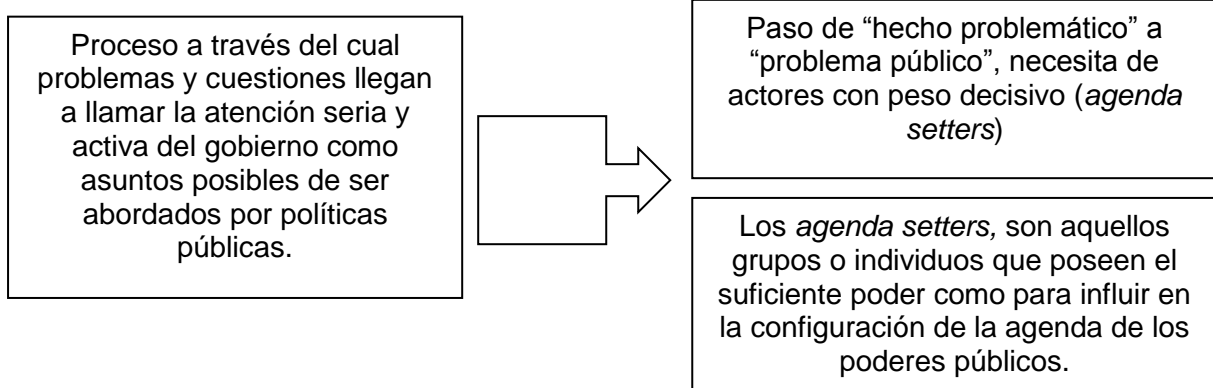 Proceso a través del cual
problemas y cuestiones llegan
a llamar la atención seria y
activa del gobierno como
asuntos posibles de ser
abordados por políticas
públicas.
Paso de “hecho problemático” a
“problema público”, necesita de
actores con peso decisivo (agenda
setters)
Los agenda setters, son aquellos
grupos o individuos que poseen el
suficiente poder como para influir en
la configuración de la agenda de los
poderes públicos.